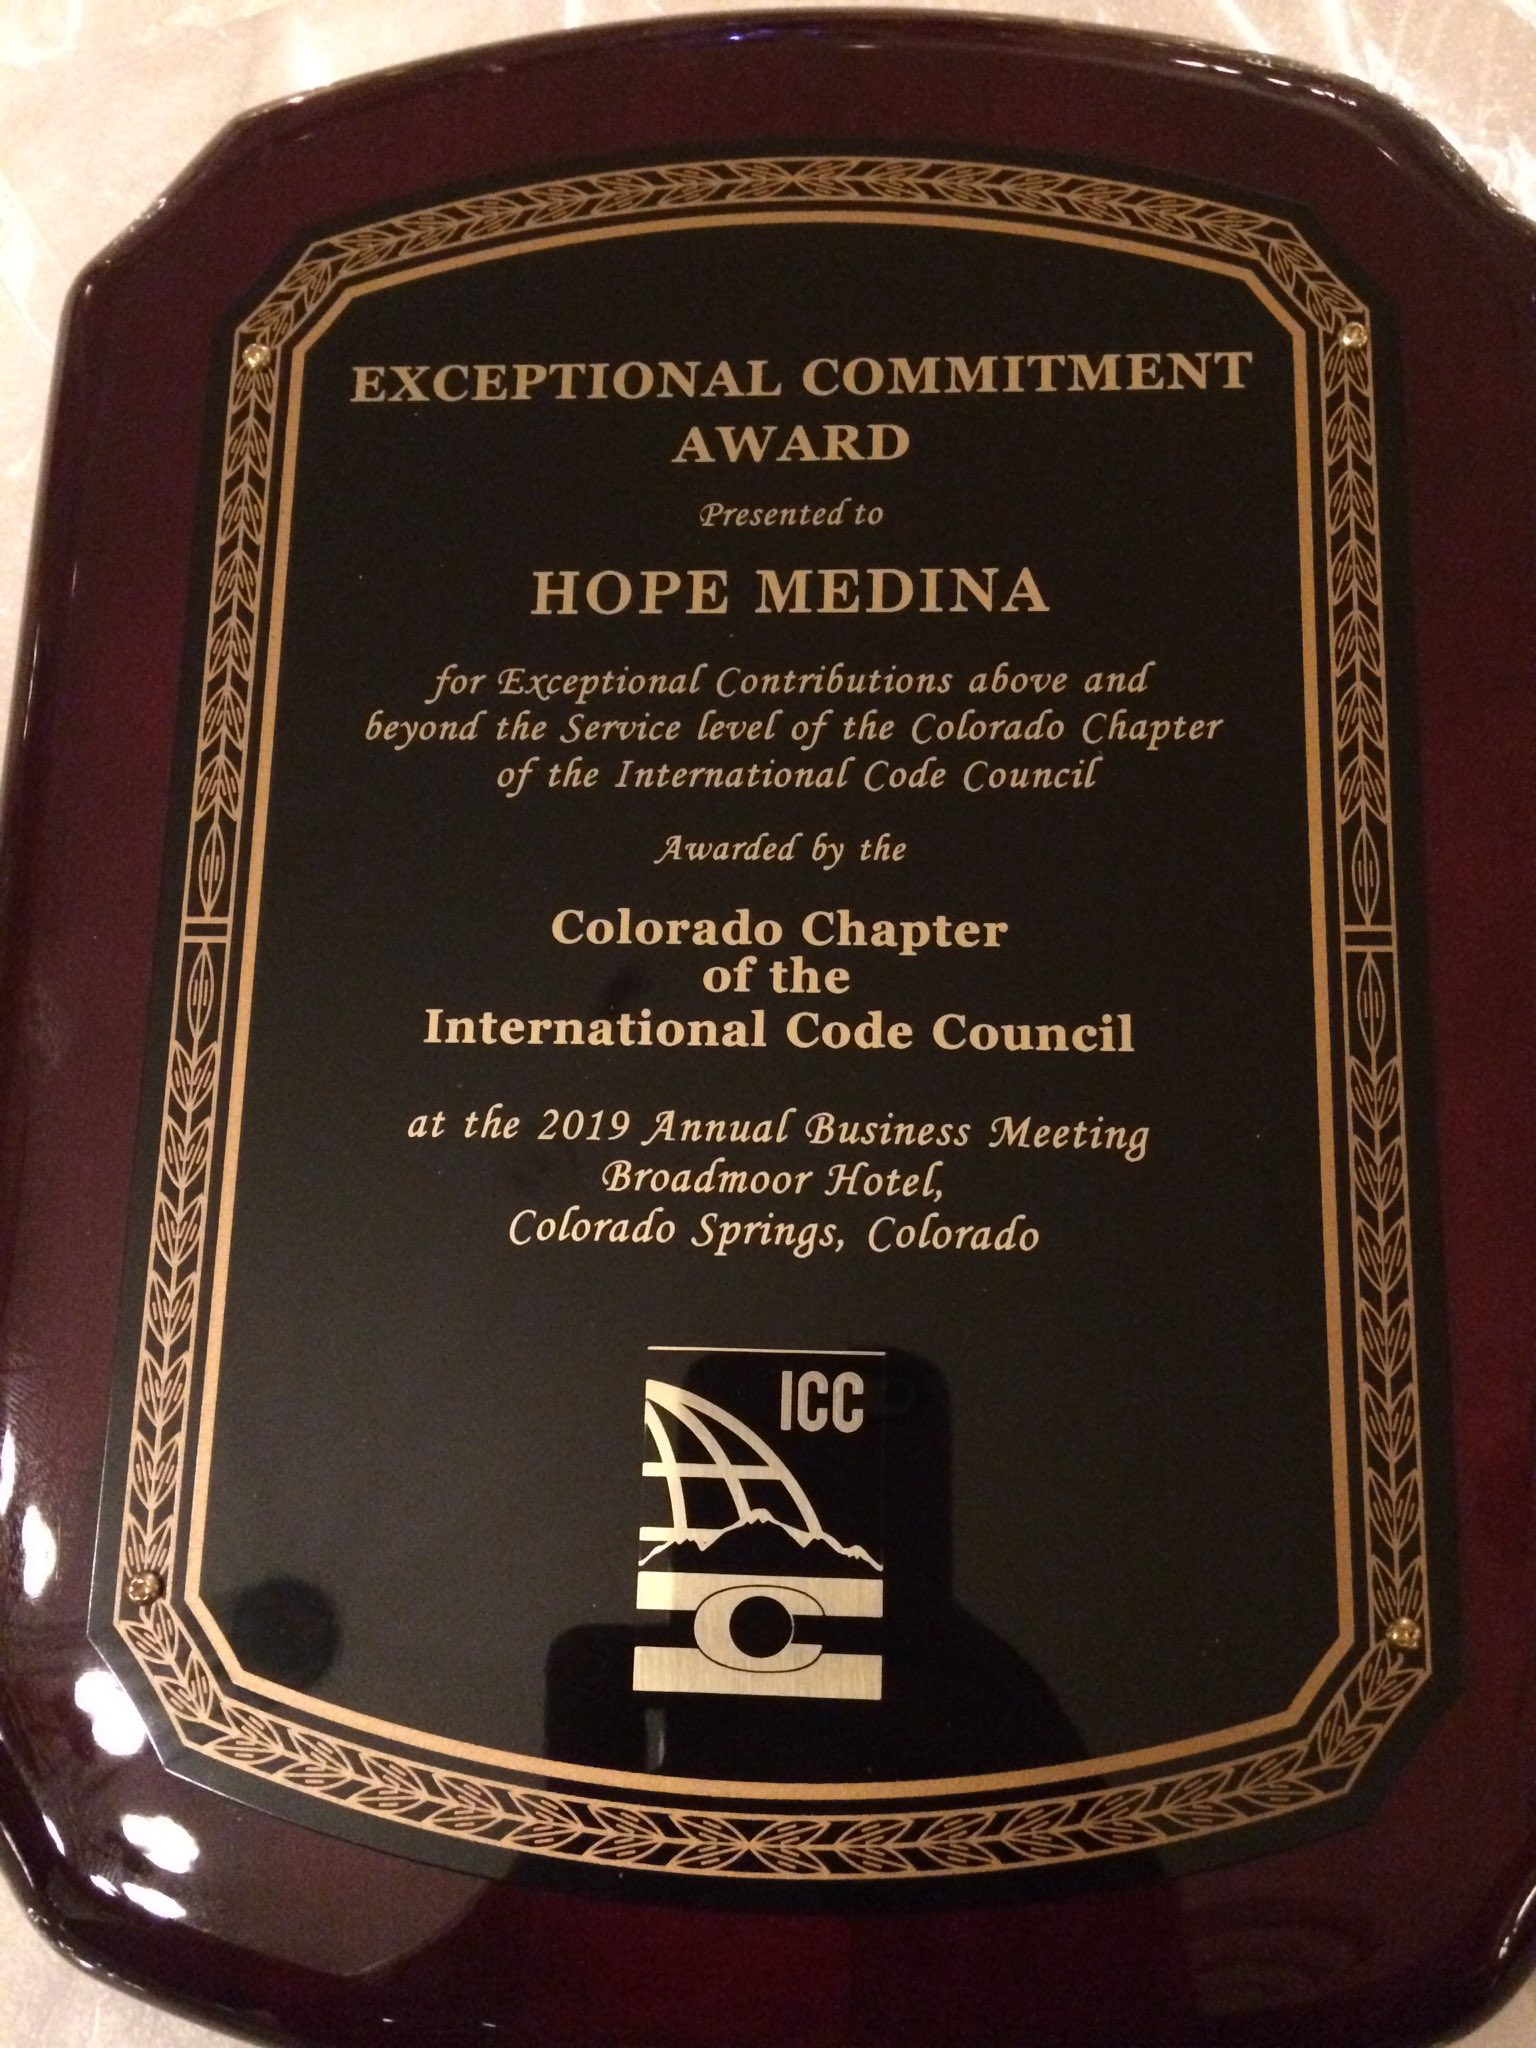 EXCEPTIONAL COMMITMENT
AWARD
Presented to
HOPE MEDINA
for Exceptional Contributions above and
beyond the Service level of the Colorado Chapter
of the International Code Council
Awarded by the
Colorado Chapter
of the
International Code Council
at the 2019 Annual Business Meeting
Broadmoor Hotel,
Colorado Springs, Colorado
ICC